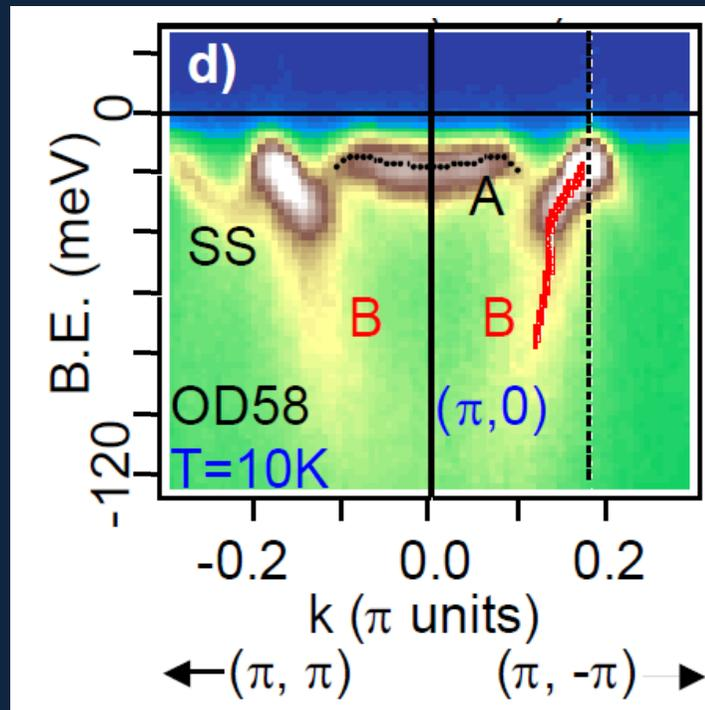 d)
0
A
SS
B.E. (meV)
B
B
OD58
(π,0)
-120
T=10K
-0.2
0.0
0.2
k (π units)
(π, π)
(π, -π)